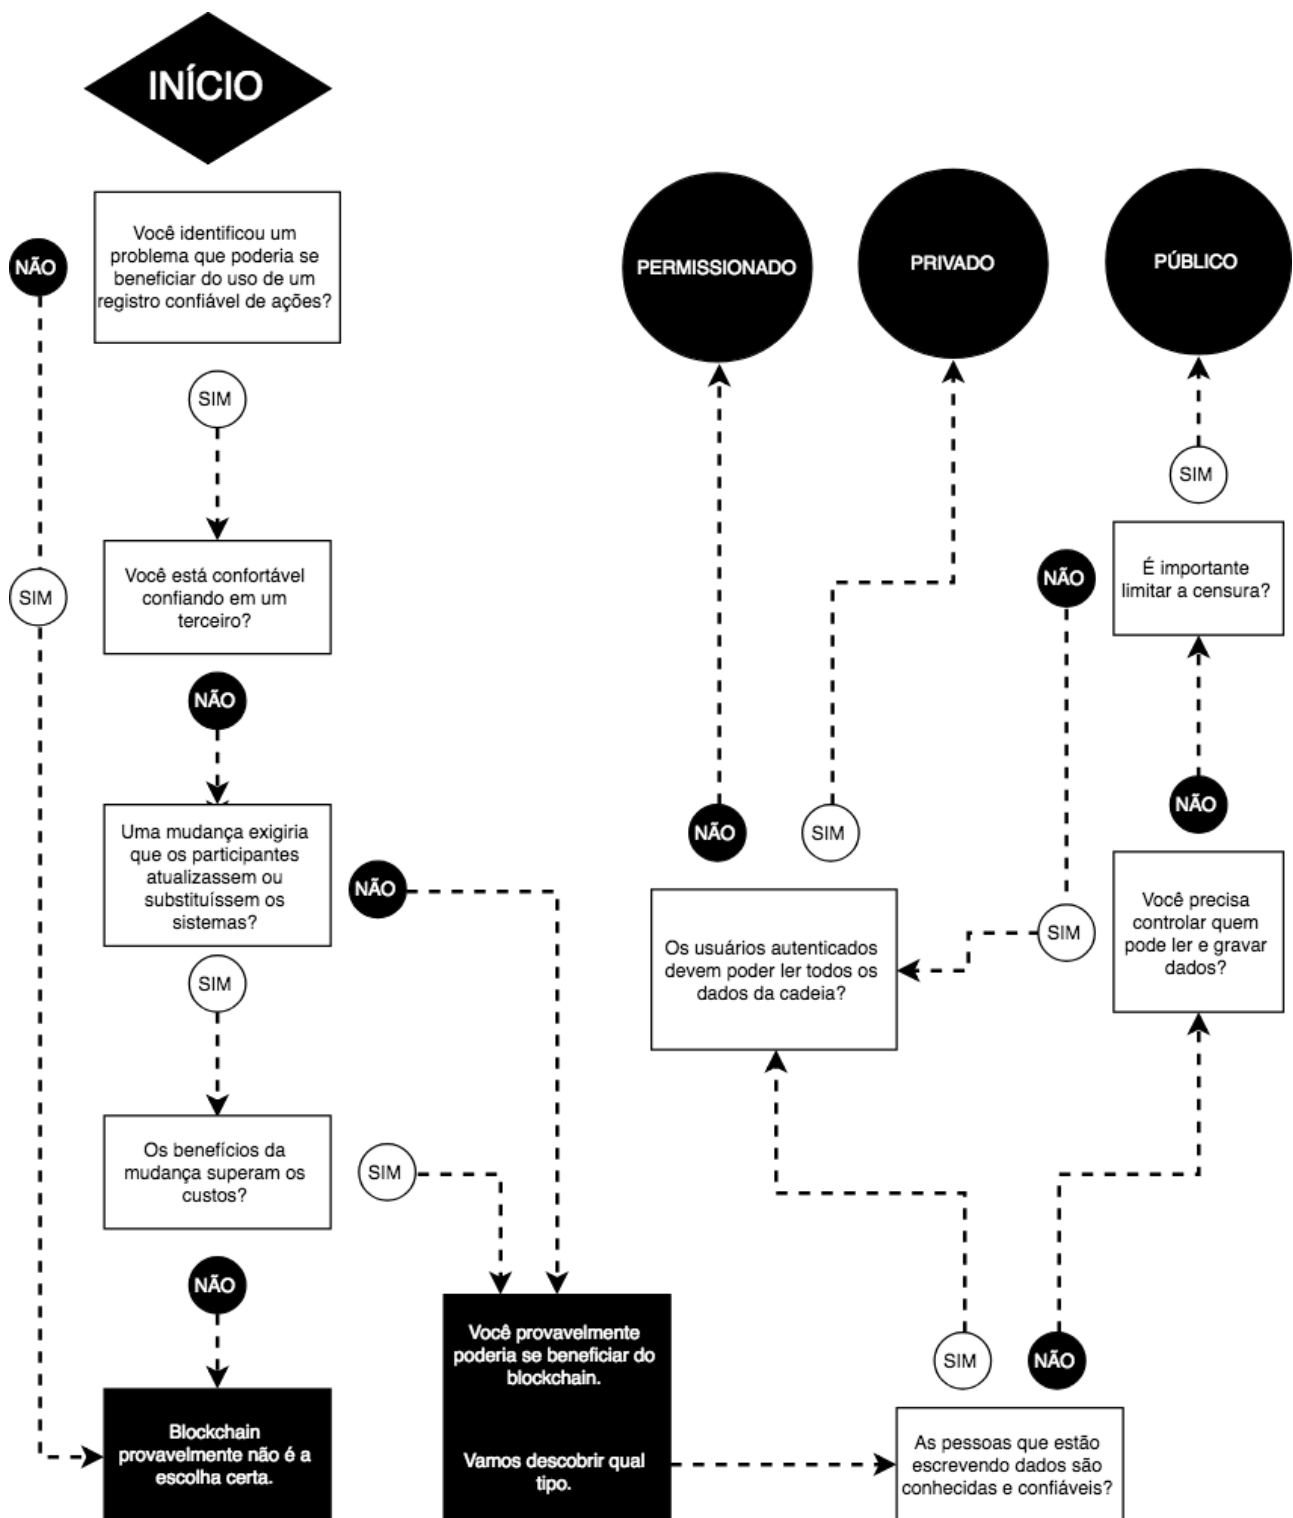 INÍCIO
Você identificou um
problema que poderia se
beneficiar do uso de um
registro confiável de ações?
NÃO
SIM
Você está confortável
confiando em um
terceiro?
SIM
NÃO
Uma mudança exigiria
que os participantes
atualizassem ou
substituíssem os
sistemas?
NÃO
SIM
Os benefícios da
mudança superam os
custos?
SIM
NÃO
Blockchain
provavelmente não é a
escolha certa.
Você provavelmente
poderia se beneficiar do
blockchain.
Vamos descobrir qual
tipo.
As pessoas que estão
escrevendo dados são
conhecidas e confiáveis?
SIM
NÃO
Os usuários autenticados
devem poder ler todos os
dados da cadeia?
NÃO
SIM
Você precisa
controlar quem
pode ler e gravar
dados?
SIM
NÃO
É importante
limitar a censura?
NÃO
SIM
PERMISSIONADO
PRIVADO
PÚBLICO